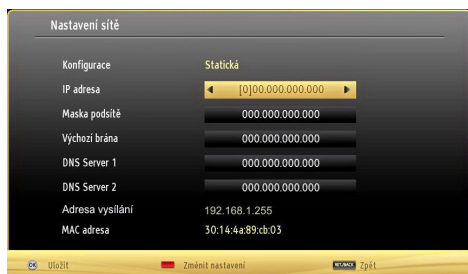 Nastavení sítě
Konfigurace Statická
IP adresa [0]00.000.000.000
Maska podsítě 000.000.000.000
Výchozí brána 000.000.000.000
DNS Server 1 000.000.000.000
DNS Server 2 000.000.000.000
Adresa vysílání 192.168.1.255
MAC adresa 30:14:4a:89:cb:03
OK Uložit Změnit nastavení RET./BACK Zpět